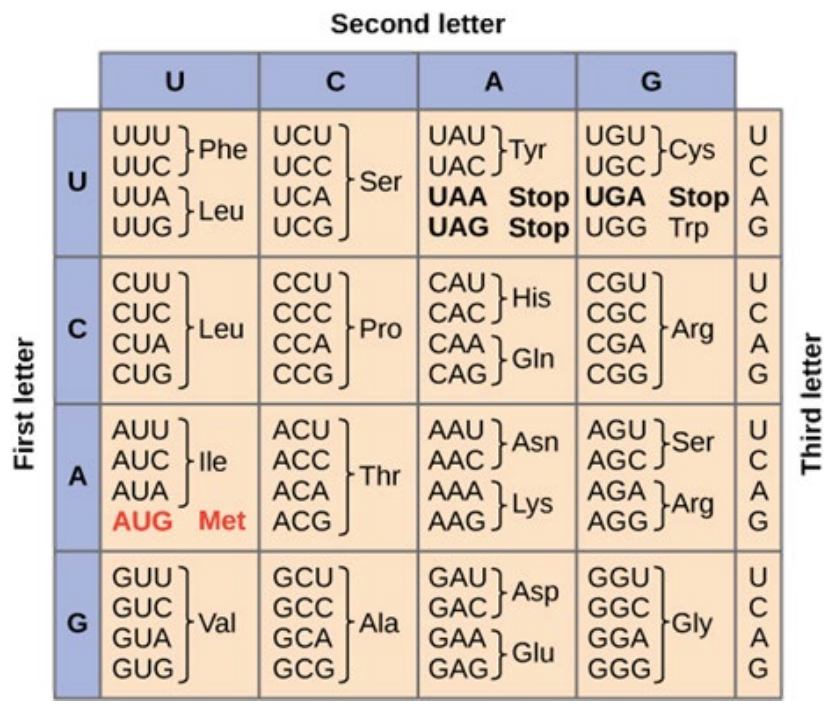 Second letter
U C A G
First letter
Third letter
U
UUU UCU UAU UGU U
Phe Tyr Cys
UUC UCC UAC UGC C
Ser
UUA UCA UAA Stop UGA Stop A
Leu
UUG UCG UAG Stop UGG Trp G
C
CUU CCU CAU CGU U
His
CUC CCC CAC CGC C
Leu Pro Arg
CUA CCA CAA CGA A
Gln
CUG CCG CAG CGG G
A
AUU ACU AAU AGU U
Asn Ser
AUC ACC AAC AGC C
Ile Thr
AUA ACA AAA AGA A
Lys Arg
AUG Met ACG AAG AGG G
G
GUU GCU GAU GGU U
Asp
GUC GCC GAC GGC C
Val Ala Gly
GUA GCA GAA GGA A
Glu
GUG GCG GAG GGG G